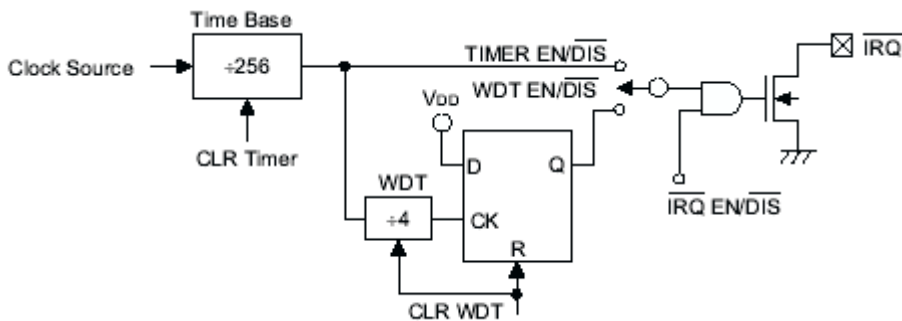 Time Base
Clock Source
÷256
CLR Timer
TIMER EN/DIS
WDT EN/DIS
IRQ
VDD
D
Q
CK
R
WDT
÷4
CLR WDT
IRQ EN/DIS